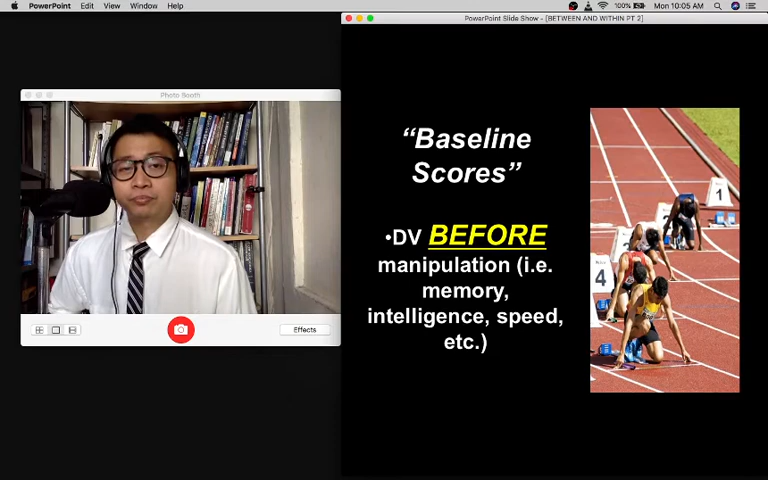 PowerPoint Edit View Window Help
100% Mon 10:05 AM
PowerPoint Slide Show - [BETWEEN AND WITHIN PT 2]
Photo Booth
“Baseline
Scores”
•DV BEFORE
manipulation (i.e.
memory,
intelligence, speed,
etc.)
1
4
Effects